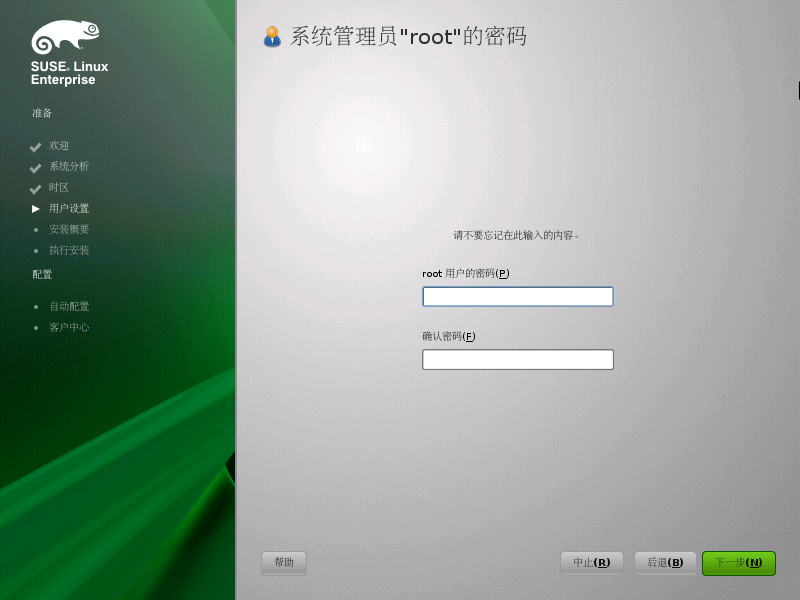 SUSE. Linux
Enterprise
准备
欢迎
系统分析
时区
用户设置
安装概要
执行安装
配置
自动配置
客户中心
系统管理员"root"的密码
请不要忘记在此输入的内容。
root 用户的密码(P)
确认密码(F)
帮助
中止(R)
后退(B)
下一步(N)